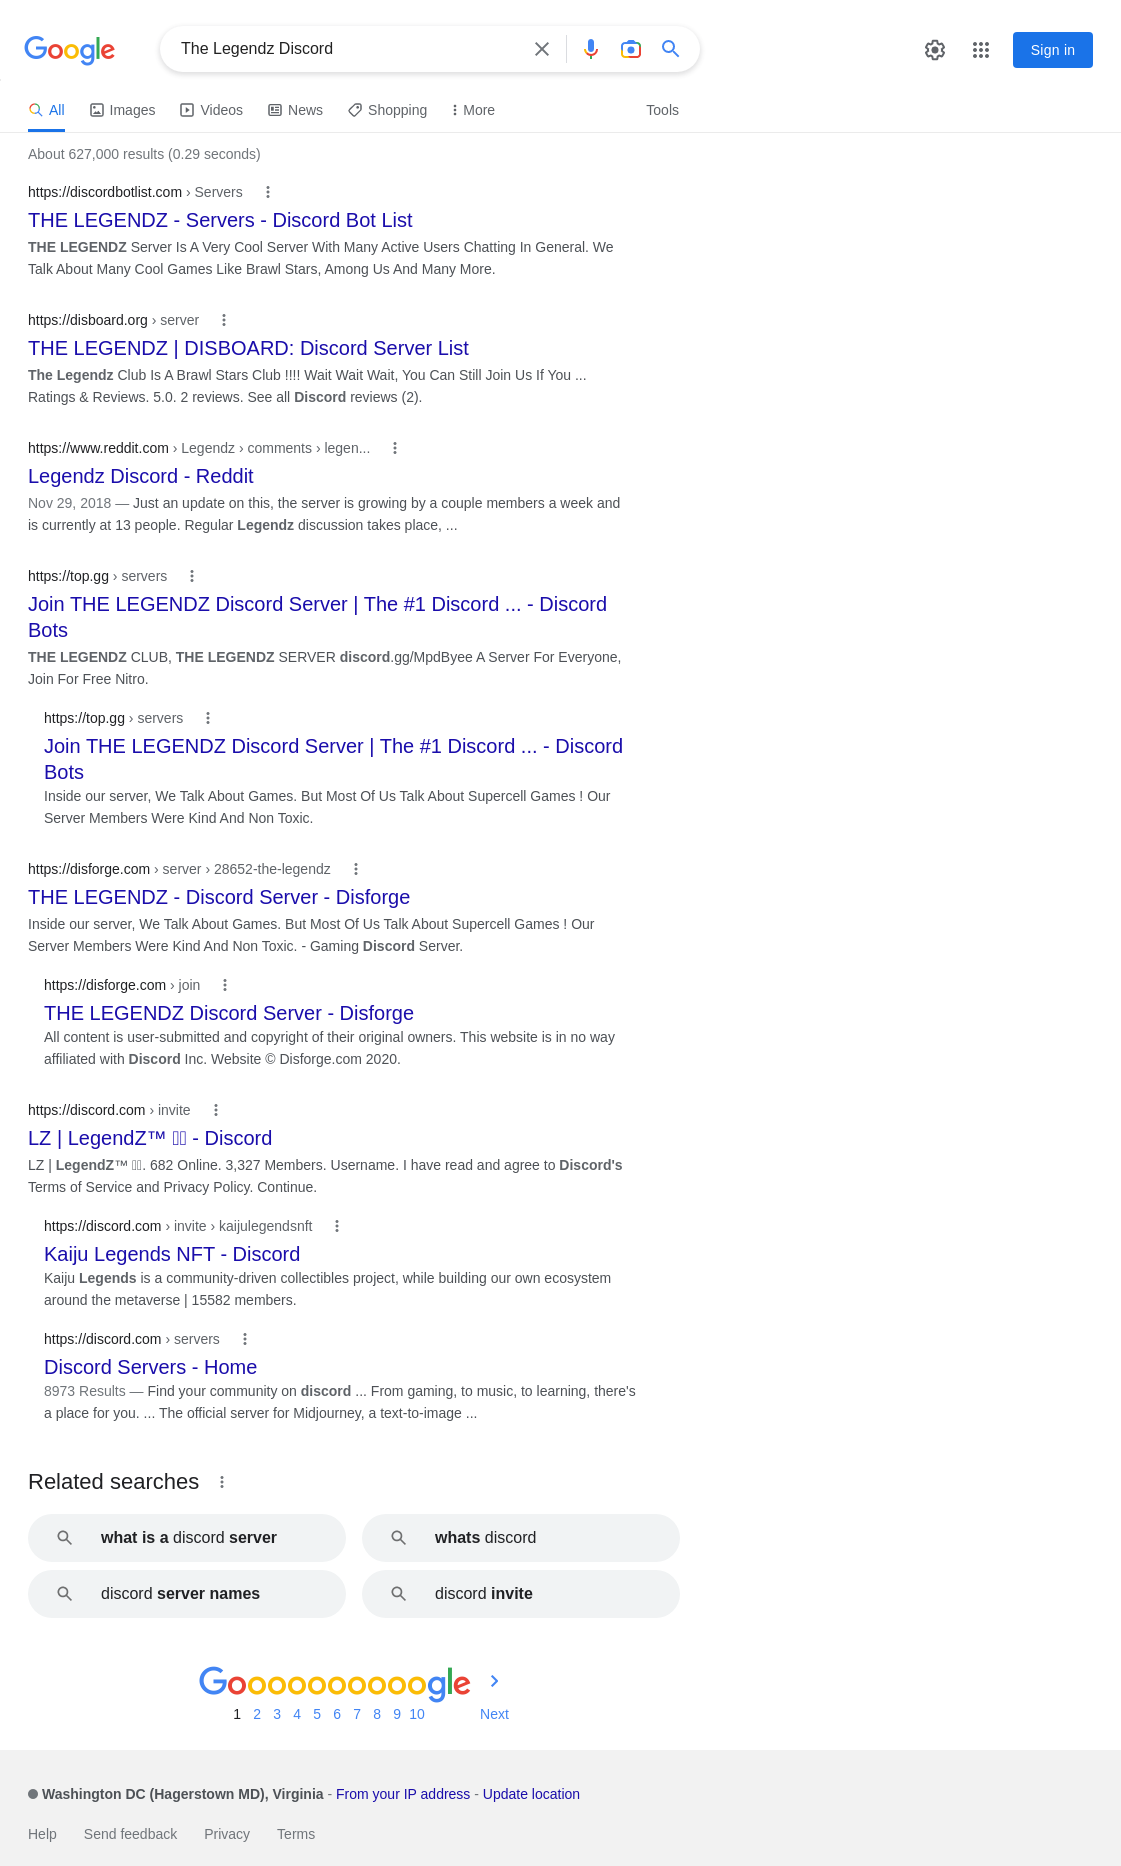 Google
The Legendz Discord
Sign in
All Images Videos News Shopping More Tools
About 627,000 results (0.29 seconds)
https://discordbotlist.com › Servers
THE LEGENDZ - Servers - Discord Bot List
THE LEGENDZ Server Is A Very Cool Server With Many Active Users Chatting In General. We
Talk About Many Cool Games Like Brawl Stars, Among Us And Many More.
https://disboard.org › server
THE LEGENDZ | DISBOARD: Discord Server List
The Legendz Club Is A Brawl Stars Club !!!! Wait Wait Wait, You Can Still Join Us If You ...
Ratings & Reviews. 5.0. 2 reviews. See all Discord reviews (2).
https://www.reddit.com › Legendz › comments › legen...
Legendz Discord - Reddit
Nov 29, 2018 — Just an update on this, the server is growing by a couple members a week and
is currently at 13 people. Regular Legendz discussion takes place, ...
https://top.gg › servers
Join THE LEGENDZ Discord Server | The #1 Discord ... - Discord
Bots
THE LEGENDZ CLUB, THE LEGENDZ SERVER discord.gg/MpdByee A Server For Everyone,
Join For Free Nitro.
https://top.gg › servers
Join THE LEGENDZ Discord Server | The #1 Discord ... - Discord
Bots
Inside our server, We Talk About Games. But Most Of Us Talk About Supercell Games ! Our
Server Members Were Kind And Non Toxic.
https://disforge.com › server › 28652-the-legendz
THE LEGENDZ - Discord Server - Disforge
Inside our server, We Talk About Games. But Most Of Us Talk About Supercell Games ! Our
Server Members Were Kind And Non Toxic. - Gaming Discord Server.
https://disforge.com › join
THE LEGENDZ Discord Server - Disforge
All content is user-submitted and copyright of their original owners. This website is in no way
affiliated with Discord Inc. Website © Disforge.com 2020.
https://discord.com › invite
LZ | LegendZ™ - Discord
LZ | LegendZ™ . 682 Online. 3,327 Members. Username. I have read and agree to Discord's
Terms of Service and Privacy Policy. Continue.
https://discord.com › invite › kaijulegendsnft
Kaiju Legends NFT - Discord
Kaiju Legends is a community-driven collectibles project, while building our own ecosystem
around the metaverse | 15582 members.
https://discord.com › servers
Discord Servers - Home
8973 Results — Find your community on discord ... From gaming, to music, to learning, there's
a place for you. ... The official server for Midjourney, a text-to-image ...
Related searches
what is a discord server
whats discord
discord server names
discord invite
Goooooooooogle
1 2 3 4 5 6 7 8 9 10 Next
Washington DC (Hagerstown MD), Virginia - From your IP address - Update location
Help Send feedback Privacy Terms